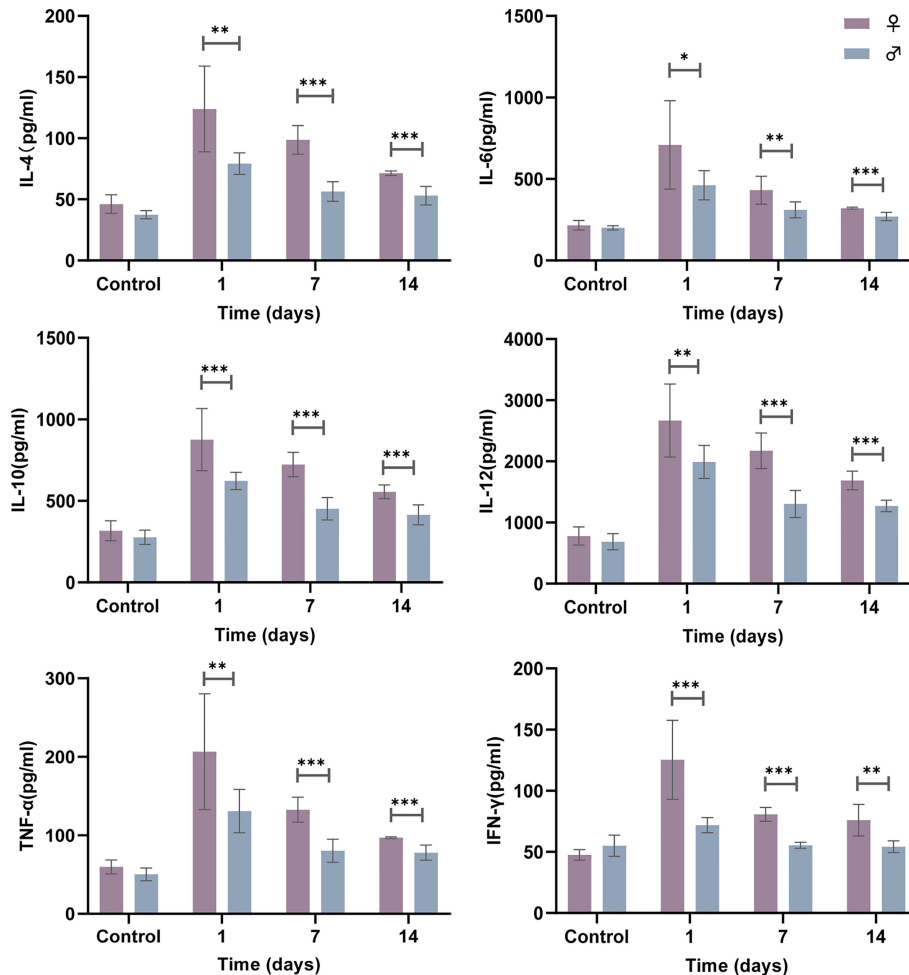 ♀
♂
IL-4（pg/ml)
200
150
100
50
0
** *** ***
Control 1 7 14
Time (days)
IL-6(pg/ml)
1500
1000
500
0
* ** ***
Control 1 7 14
Time (days)
IL-10(pg/ml)
1500
1000
500
0
*** *** ***
Control 1 7 14
Time (days)
IL-12(pg/ml)
4000
3000
2000
1000
0
** *** ***
Control 1 7 14
Time (days)
TNF-α(pg/ml)
300
200
100
0
** *** ***
Control 1 7 14
Time (days)
IFN-γ(pg/ml)
200
150
100
50
0
*** *** **
Control 1 7 14
Time (days)